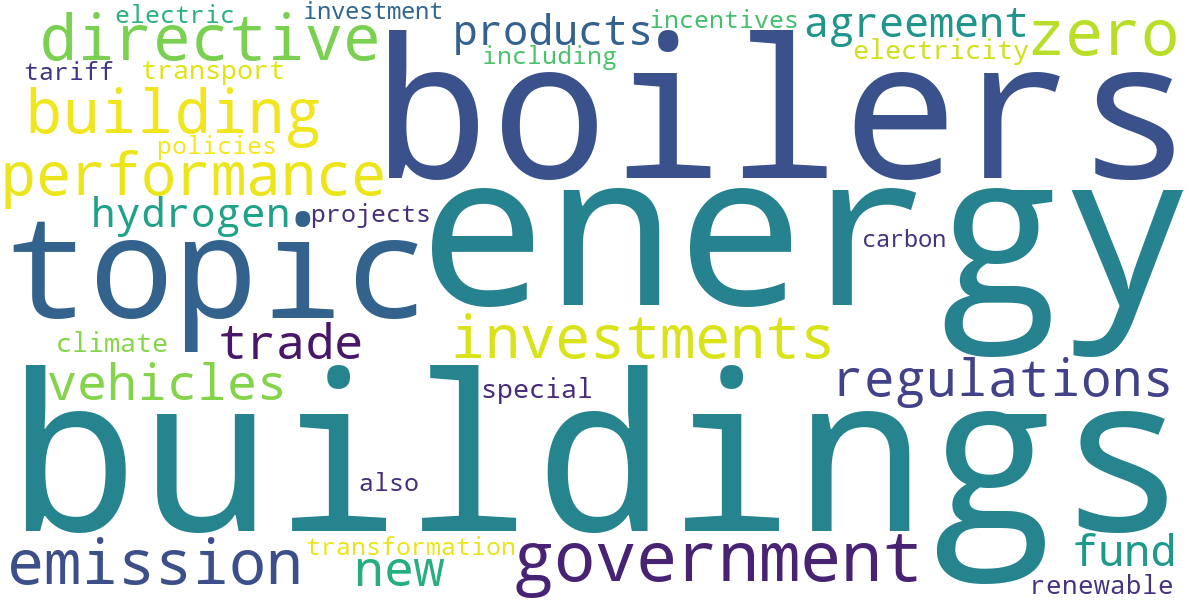 electric
investment
directive
products
incentives
agreement
zero
including
electricity
tariff
transport
boilers
building
policies
performance
energy
hydrogen
projects
topic
carbon
climate
trade
investments
vehicles
special
regulations
buildings
also
emission
new
transformation
government
fund
renewable